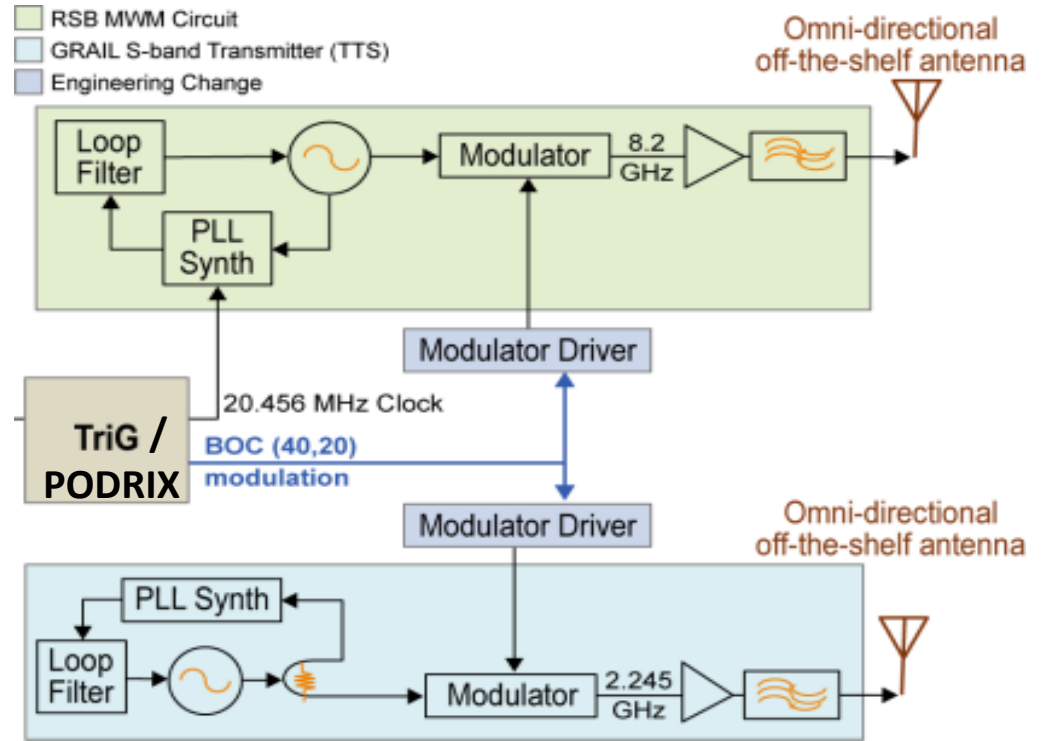 RSB MWM Circuit
GRAIL S-band Transmitter (TTS)
Engineering Change
Omni-directional
off-the-shelf antenna
Loop
Filter
Modulator
8.2
GHz
PLL
Synth
Modulator Driver
20.456 MHz Clock
TriG /
PODRIX
BOC (40,20)
modulation
Modulator Driver
Omni-directional
off-the-shelf antenna
PLL Synth
Loop
Filter
Modulator
2.245
GHz